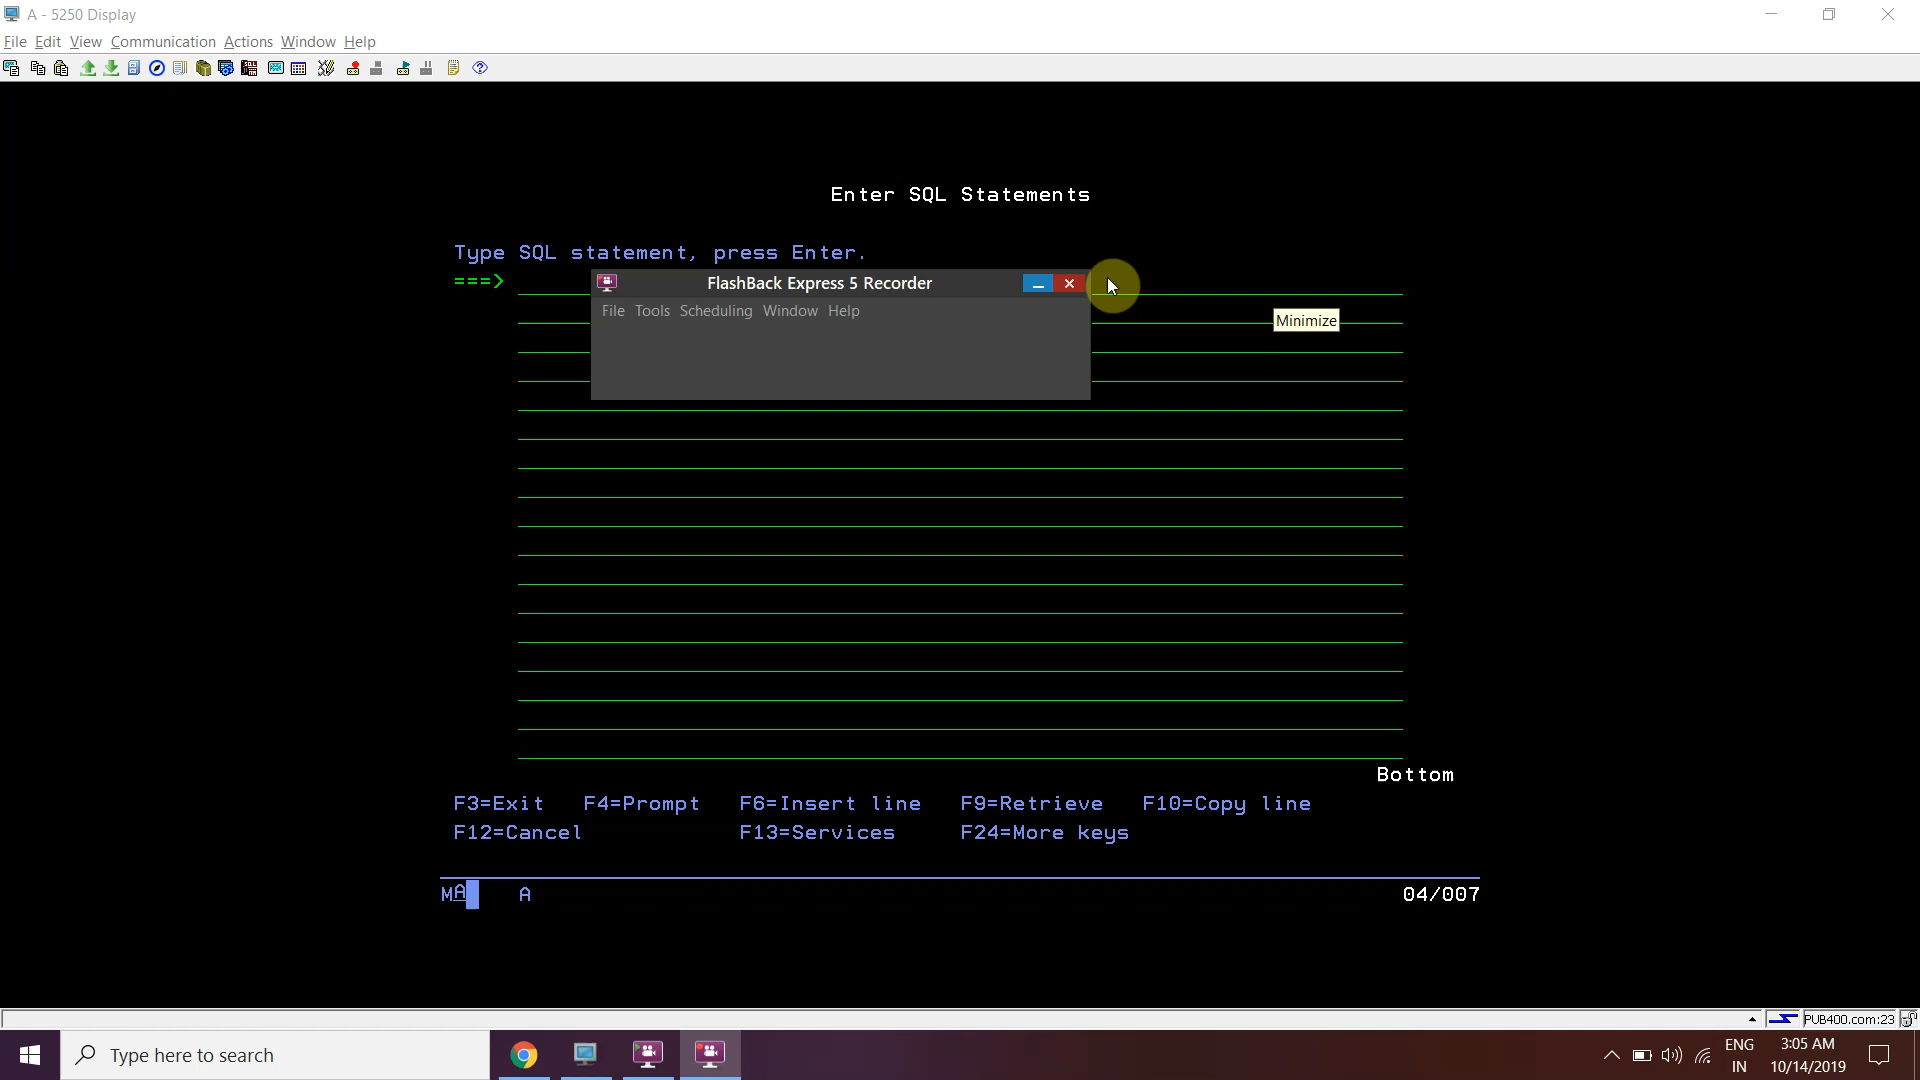 A - 5250 Display
File Edit View Communication Actions Window Help
Enter SQL Statements
Type SQL statement, press Enter.
===>
FlashBack Express 5 Recorder
File Tools Scheduling Window Help
Minimize
Bottom
F3=Exit F4=Prompt F6=Insert line F9=Retrieve F10=Copy line
F12=Cancel F13=Services F24=More keys
MA A 04/007
PUB400.com:23
Type here to search
ENG
IN
3:05 AM
10/14/2019